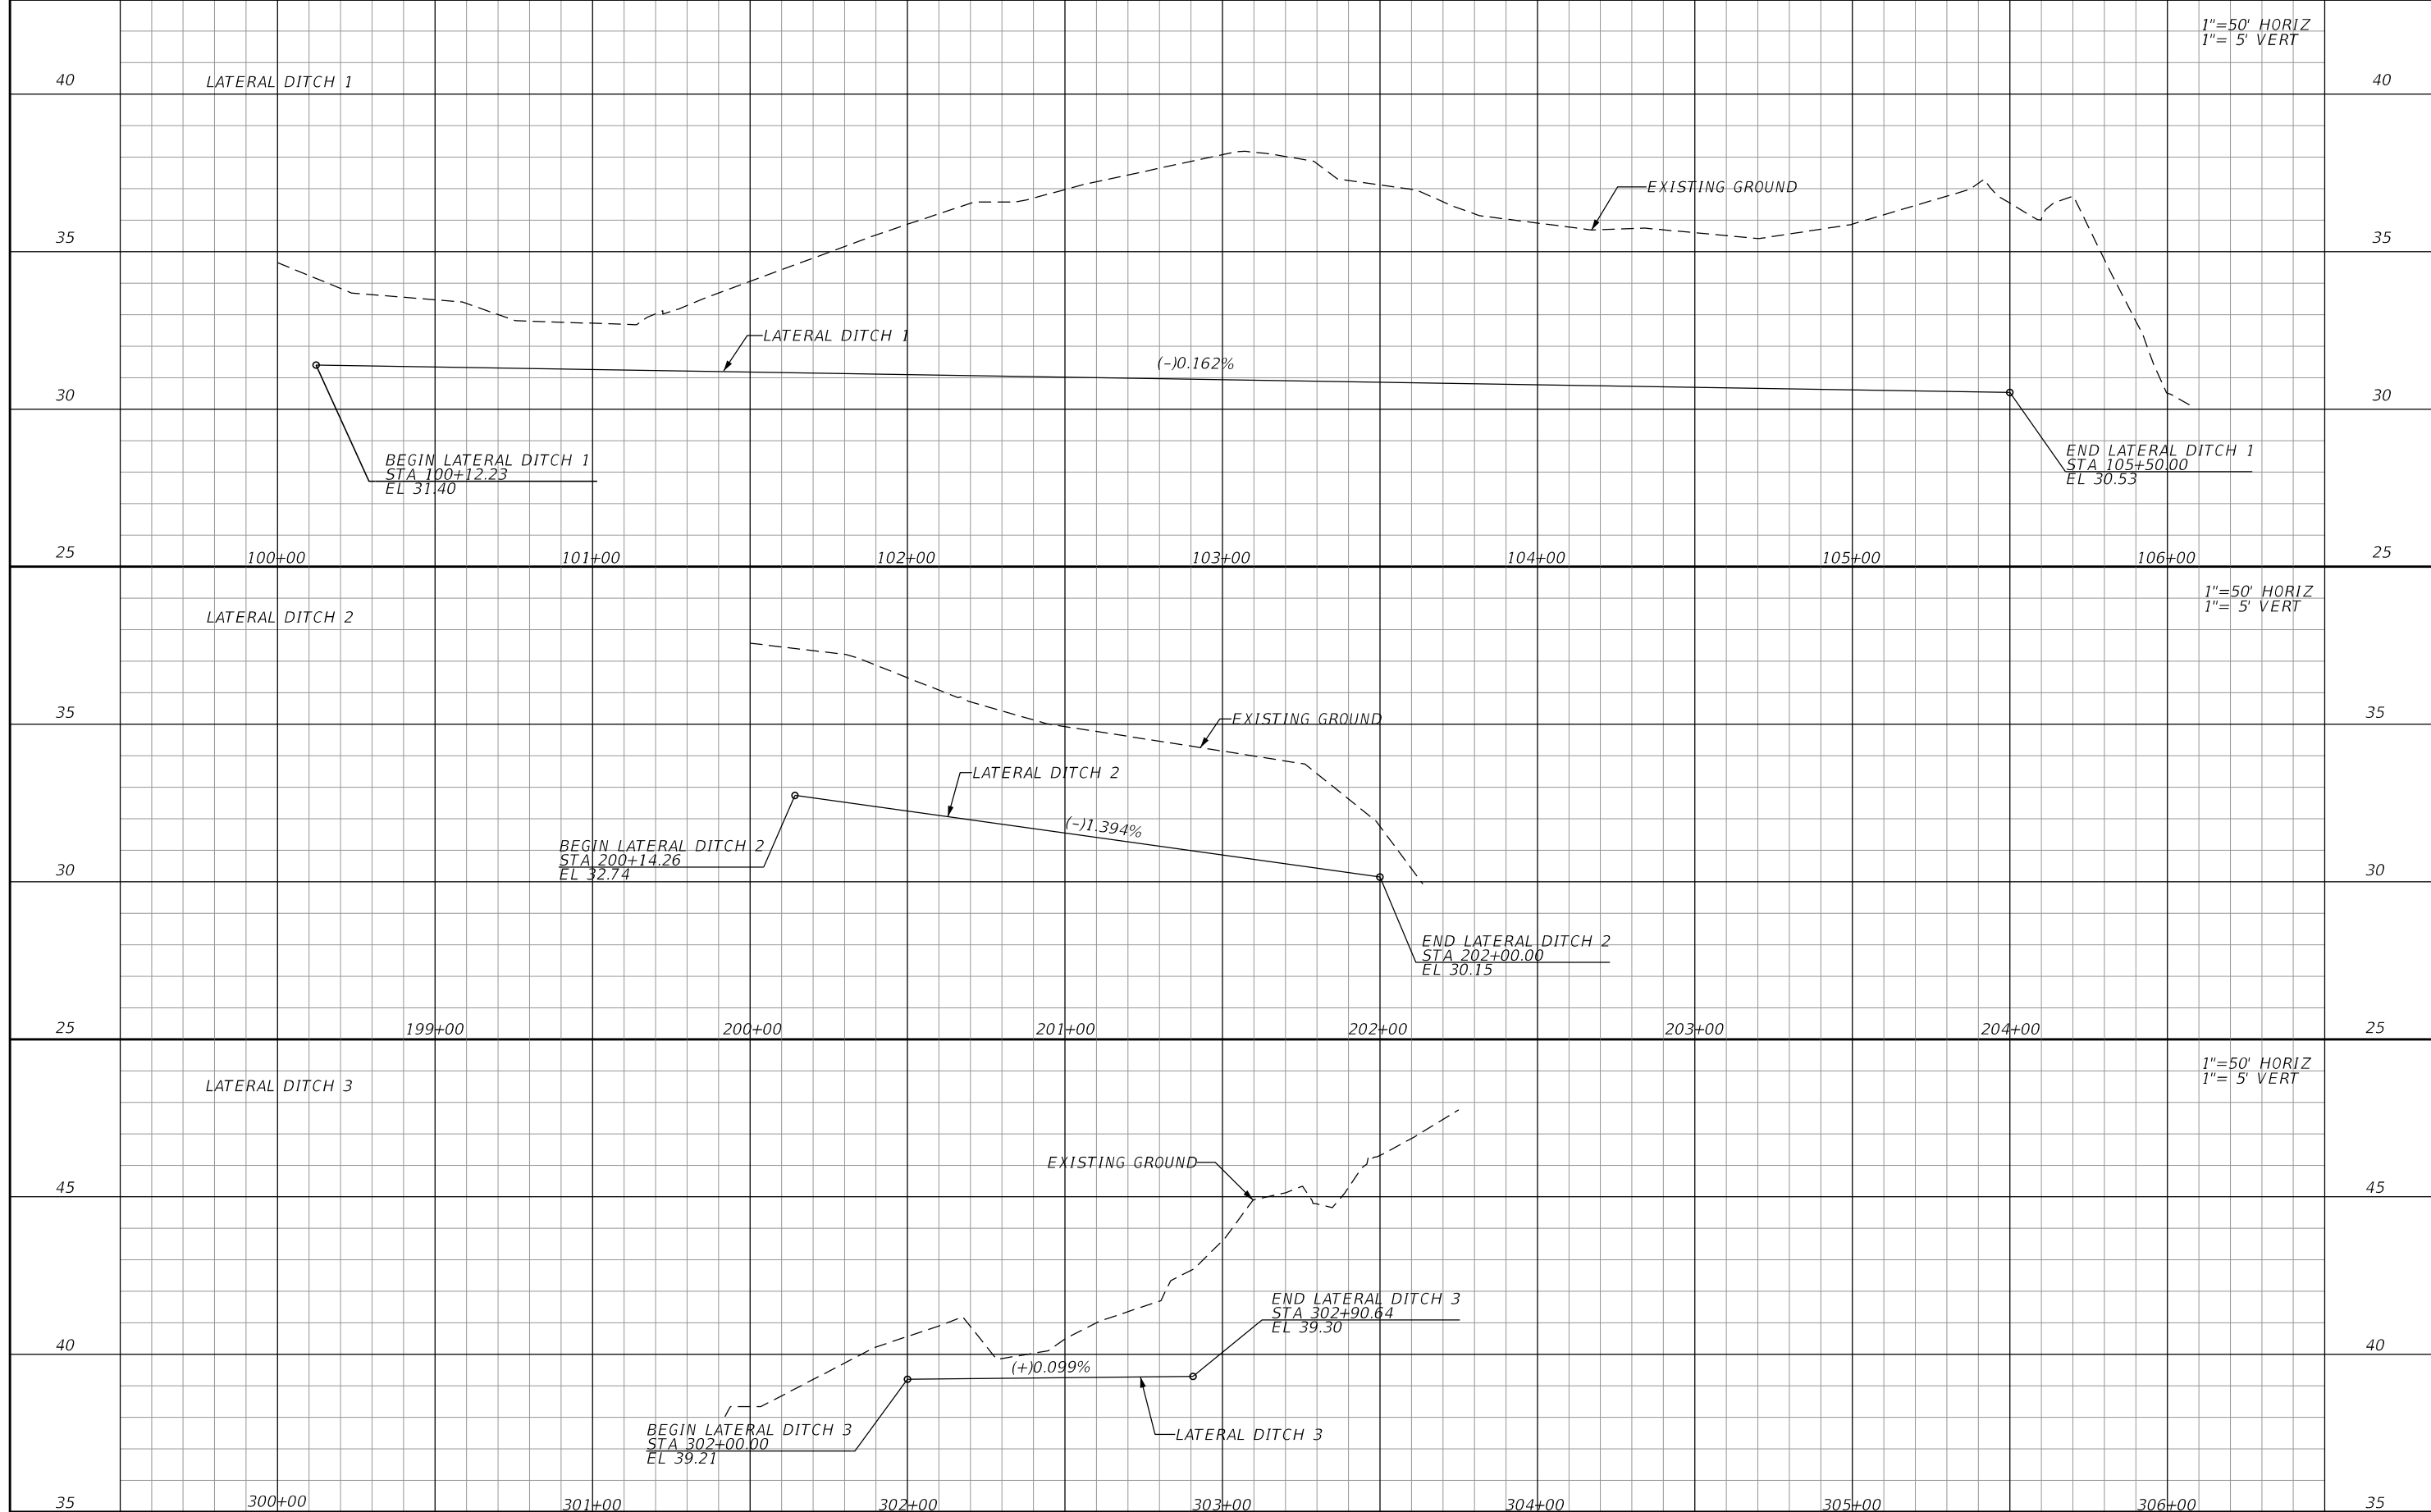 1"=50' HORIZ
1"= 5' VERT
40
LATERAL DITCH 1
40
EXISTING GROUND
35
35
LATERAL DITCH 1
(-)0.162%
30
30
BEGIN LATERAL DITCH 1
STA 100+12.23
EL 31.40
END LATERAL DITCH 1
STA 105+50.00
EL 30.53
25
100+00
101+00
102+00
103+00
104+00
105+00
106+00
25
1"=50' HORIZ
1"= 5' VERT
LATERAL DITCH 2
35
EXISTING GROUND
35
LATERAL DITCH 2
(-)1.394%
BEGIN LATERAL DITCH 2
STA 200+14.26
EL 32.74
30
30
END LATERAL DITCH 2
STA 202+00.00
EL 30.15
25
199+00
200+00
201+00
202+00
203+00
204+00
25
1"=50' HORIZ
1"= 5' VERT
LATERAL DITCH 3
EXISTING GROUND
45
45
END LATERAL DITCH 3
STA 302+90.64
EL 39.30
40
40
(+)0.099%
BEGIN LATERAL DITCH 3
STA 302+00.00
EL 39.21
LATERAL DITCH 3
35
300+00
301+00
302+00
303+00
304+00
305+00
306+00
35